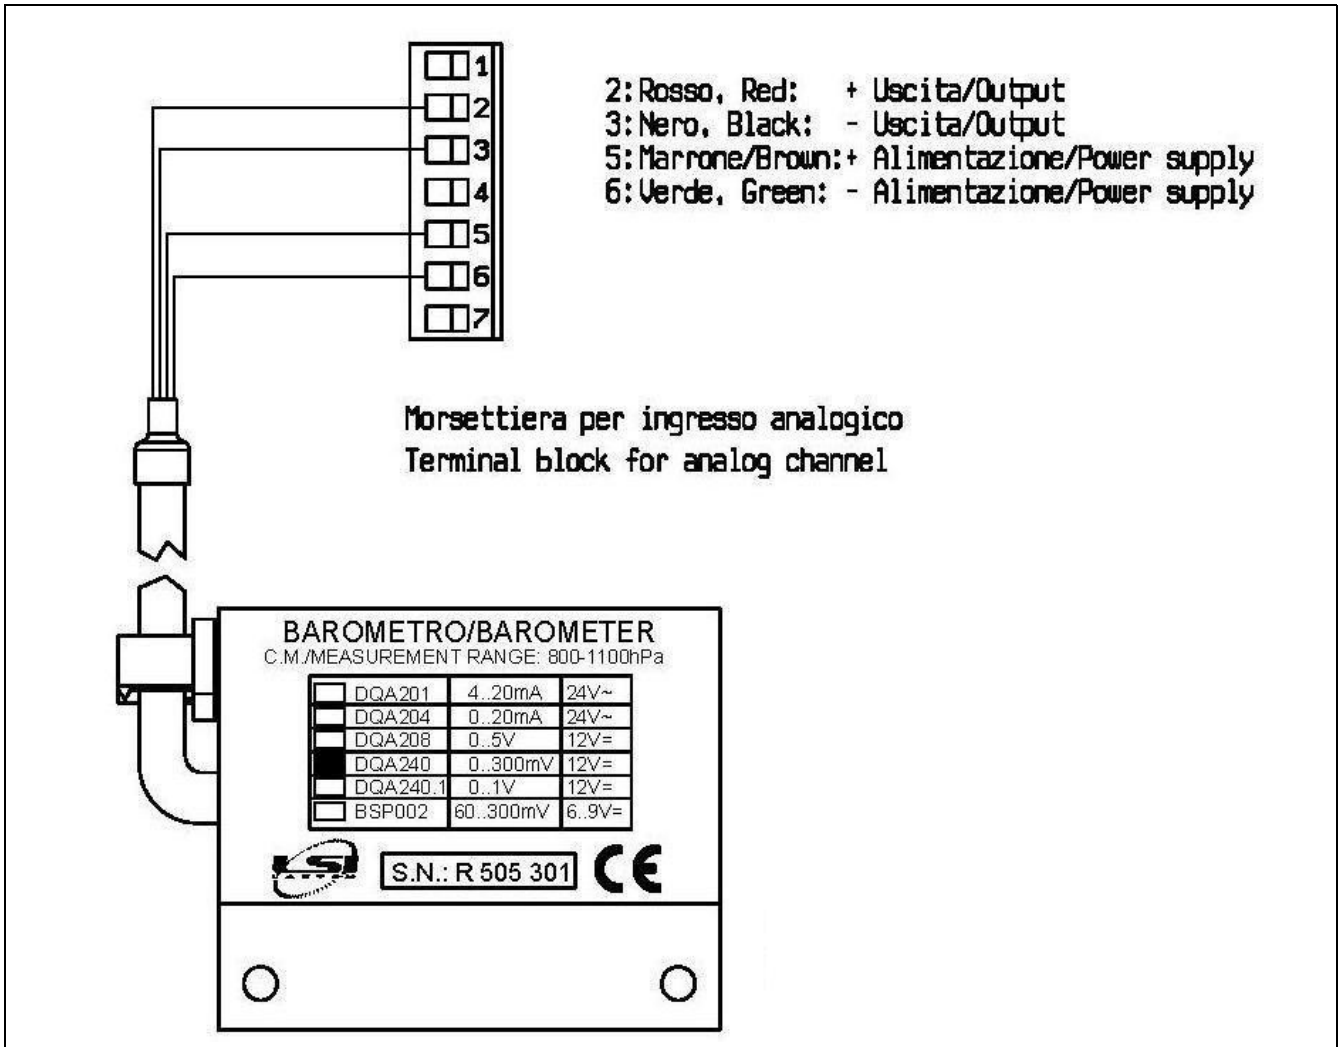 1
2
3
4
5
6
7
2:Rosso, Red: + Uscita/Output
3:Nero, Black: - Uscita/Output
5:Marrone/Brown:+ Alimentazione/Power supply
6:Verde, Green: - Alimentazione/Power supply
Morsettiera per ingresso analogico
Terminal block for analog channel
BAROMETRO/BAROMETER
C.M./MEASUREMENT RANGE: 800-1100hPa
DQA201 4..20mA 24V~
DQA204 0..20mA 24V~
DQA208 0..5V 12V=
DQA240 0..300mV 12V=
DQA240.1 0..1V 12V=
BSP002 60..300mV 6..9V=
LSI
LASTEM
S.N.: R 505 301
CE